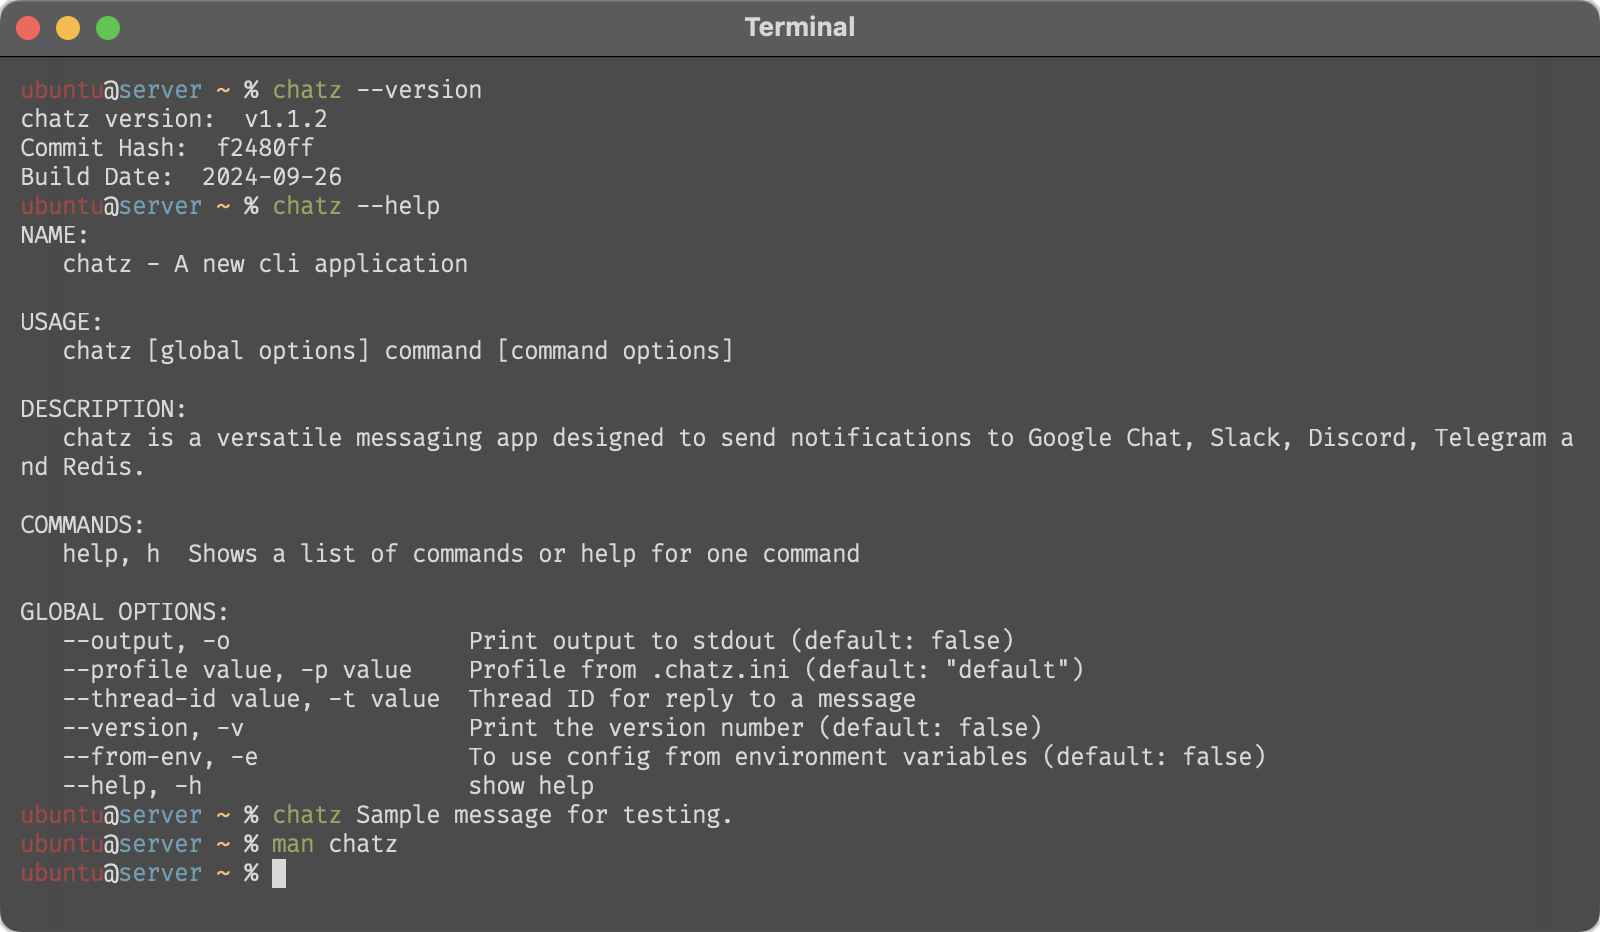 Terminal
ubuntu@server ~ % chatz --version
chatz version:  v1.1.2
Commit Hash:  f2480ff
Build Date:  2024-09-26
ubuntu@server ~ % chatz --help
NAME:
   chatz - A new cli application

USAGE:
   chatz [global options] command [command options]

DESCRIPTION:
   chatz is a versatile messaging app designed to send notifications to Google Chat, Slack, Discord, Telegram a
nd Redis.

COMMANDS:
   help, h  Shows a list of commands or help for one command

GLOBAL OPTIONS:
   --output, -o                 Print output to stdout (default: false)
   --profile value, -p value    Profile from .chatz.ini (default: "default")
   --thread-id value, -t value  Thread ID for reply to a message
   --version, -v                Print the version number (default: false)
   --from-env, -e               To use config from environment variables (default: false)
   --help, -h                   show help
ubuntu@server ~ % chatz Sample message for testing.
ubuntu@server ~ % man chatz
ubuntu@server ~ %